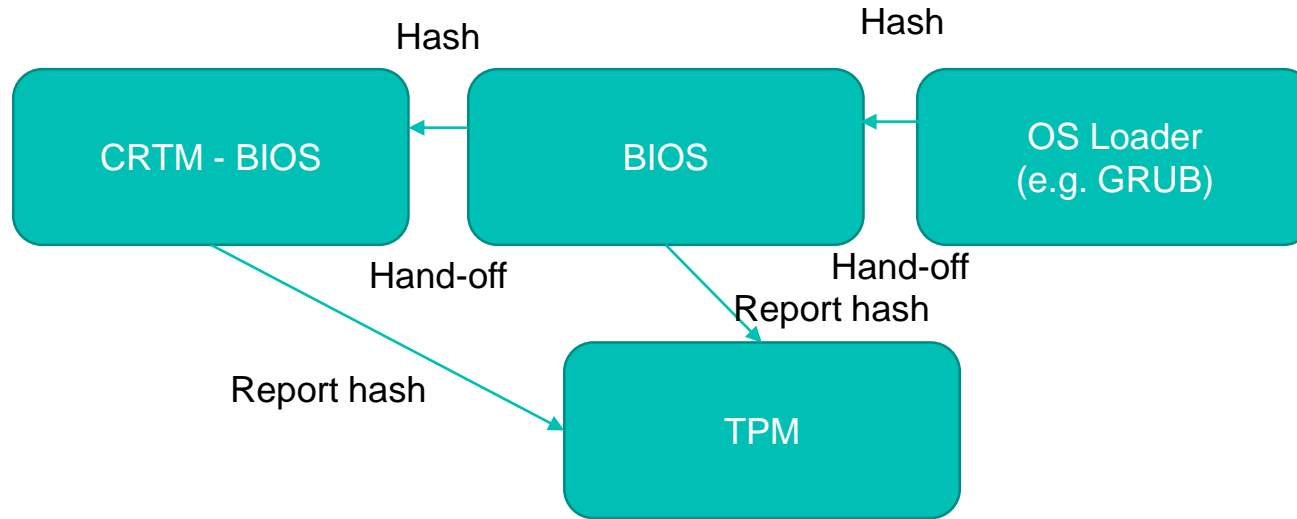 Hash
Hash
CRTM - BIOS
BIOS
OS Loader
(e.g. GRUB)
Hand-off
Hand-off
Report hash
Report hash
TPM